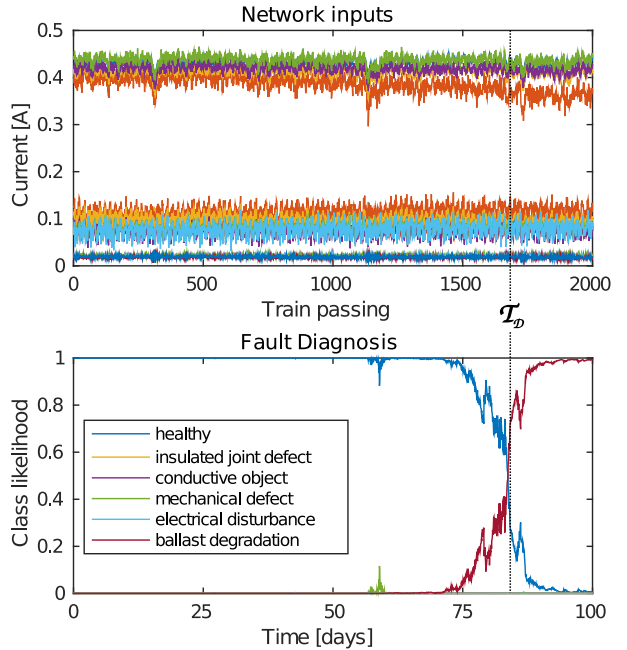 Network inputs
Current [A]
0.5
0.4
0.3
0.2
0.1
0
0 500 1000 1500 2000
Train passing
𝒯𝒟
Fault Diagnosis
Class likelihood
1
0.8
0.6
0.4
0.2
0
healthy
insulated joint defect
conductive object
mechanical defect
electrical disturbance
ballast degradation
0 25 50 75 100
Time [days]